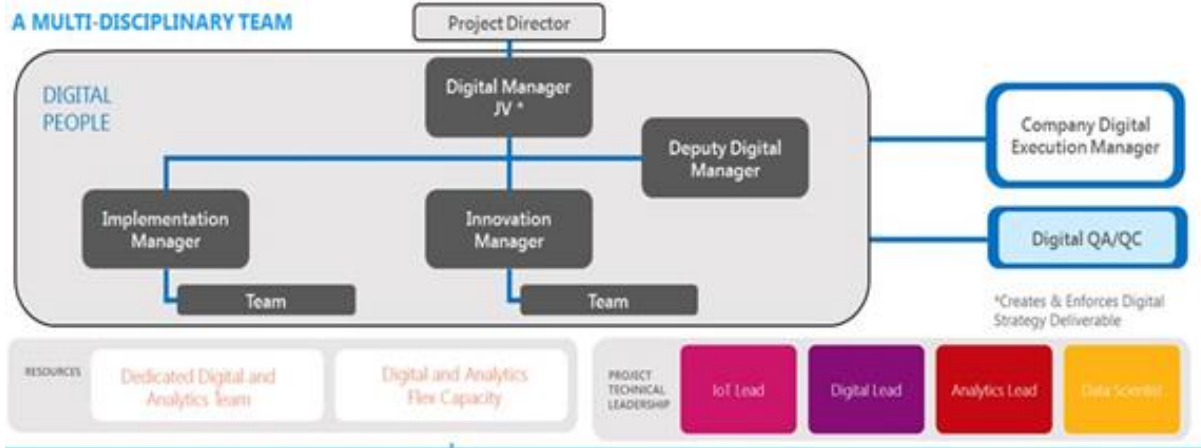 A MULTI-DISCIPLINARY TEAM
Project Director
DIGITAL
PEOPLE
Digital Manager
JV *
Deputy Digital
Manager
Company Digital
Execution Manager
Implementation
Manager
Innovation
Manager
Digital QA/QC
Team
Team
*Creates & Enforces Digital
Strategy Deliverable
RESOURCES
Dedicated Digital and
Analytics Team
Digital and Analytics
Flex Capacity
PROJECT
TECHNICAL
LEADERSHIP
IoT Lead
Digital Lead
Analytics Lead
Data Scientist